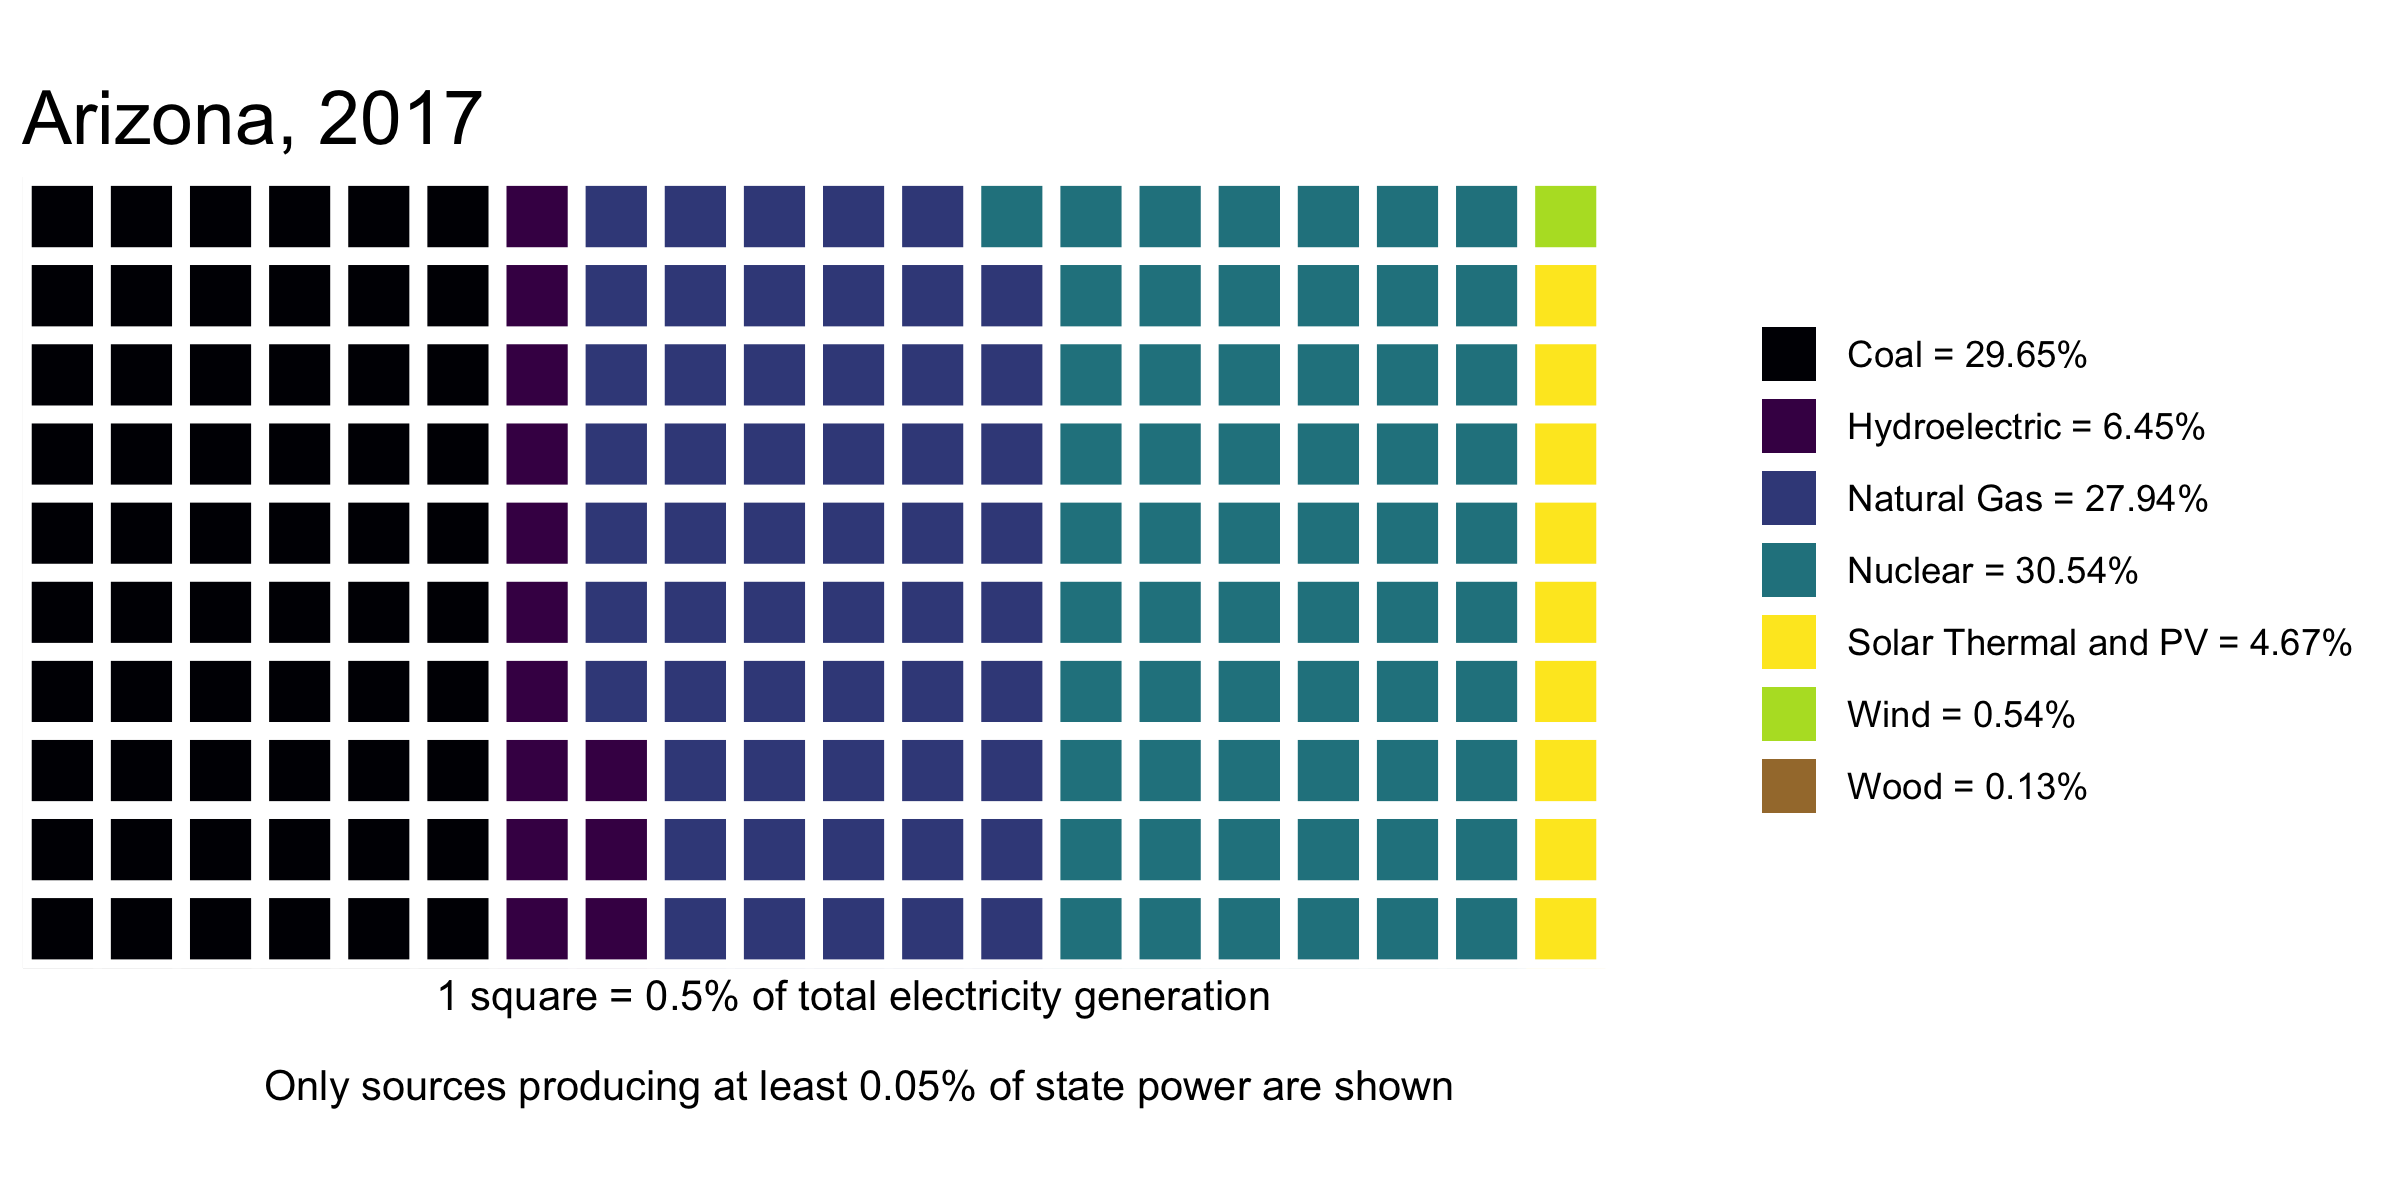 Arizona, 2017
Coal = 29.65%
Hydroelectric = 6.45%
Natural Gas = 27.94%
Nuclear = 30.54%
Solar Thermal and PV = 4.67%
Wind = 0.54%
Wood = 0.13%
1 square = 0.5% of total electricity generation
Only sources producing at least 0.05% of state power are shown